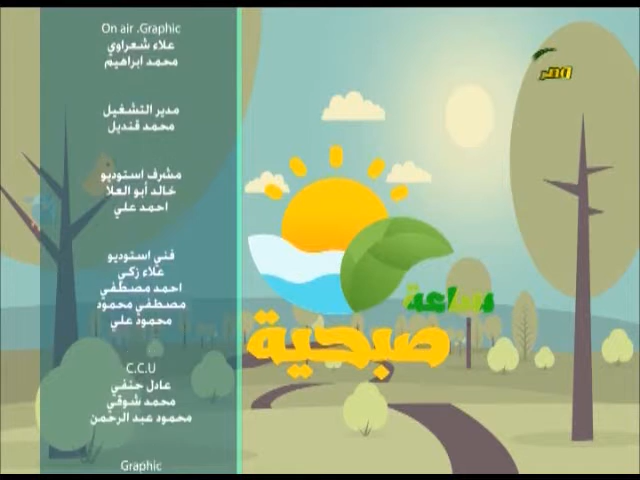 On air .Graphic
علاء شعراوي
محمد ابراهيم
مدير التشغيل
محمد قنديل
مشرف استوديو
خالد أبو العلا
احمد علي
فني استوديو
علاء زكي
احمد مصطفي
مصطفي محمود
محمود علي
C.C.U
عادل حنفي
محمد شوقي
محمود عبد الرحمن
Graphic
مصر
ساعة
صبحية